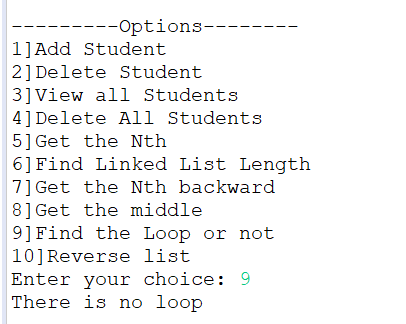 ---------Options--------
1]Add Student
2]Delete Student
3]View all Students
4]Delete All Students
5]Get the Nth
6]Find Linked List Length
7]Get the Nth backward
8]Get the middle
9]Find the Loop or not
10]Reverse list
Enter your choice: 9
There is no loop